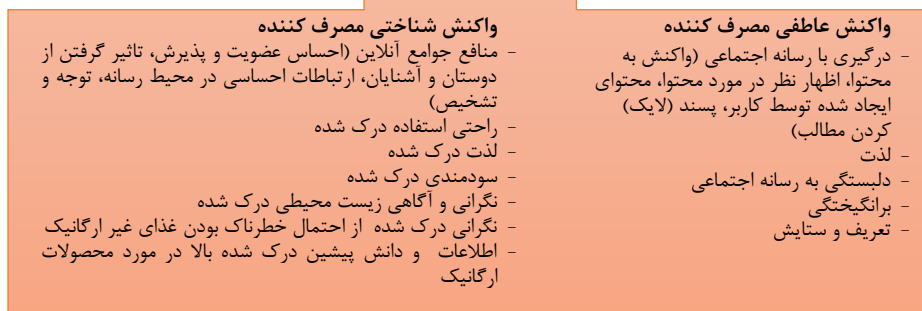 واکنش عاطفی مصرف کننده
- درگیری با رسانه اجتماعی (واکنش به
محتوا، اظهار نظر در مورد محتوا، محتوای
ایجاد شده توسط کاربر، پسند (لایک)
کردن مطالب)
- لذت
- دلبستگی به رسانه اجتماعی
- برانگیختگی
- تعریف و ستایش
واکنش شناختی مصرف کننده
- منافع جوامع آنلاین (احساس عضویت و پذیرش، تاثیر گرفتن از
دوستان و آشنایان، ارتباطات احساسی در محیط رسانه، توجه و
تشخیص)
- راحتی استفاده درک شده
- لذت درک شده
- سودمندی درک شده
- نگرانی و آگاهی زیست محیطی درک شده
- نگرانی درک شده از احتمال خطرناک بودن غذای غیر ارگانیک
- اطلاعات و دانش پیشین درک شده بالا در مورد محصولات
ارگانیک